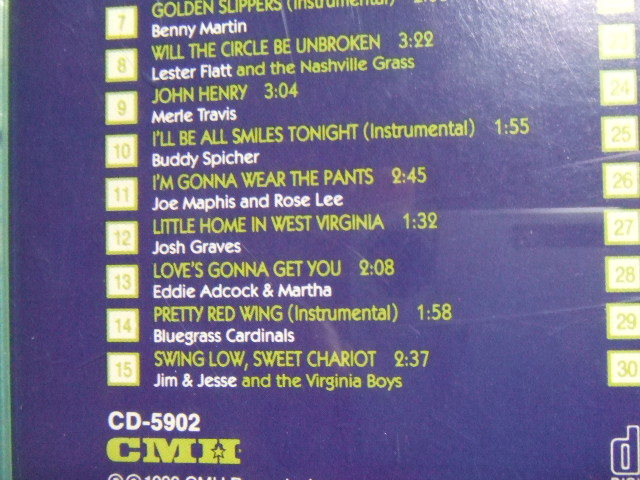 7 GOLDEN SLIPPERS (Instrumental)
Benny Martin
8 WILL THE CIRCLE BE UNBROKEN 3:22
Lester Flatt and the Nashville Grass
9 JOHN HENRY 3:04
Merle Travis
10 I'LL BE ALL SMILES TONIGHT (Instrumental) 1:55
Buddy Spicher
11 I'M GONNA WEAR THE PANTS 2:45
Joe Maphis and Rose Lee
12 LITTLE HOME IN WEST VIRGINIA 1:32
Josh Graves
13 LOVE'S GONNA GET YOU 2:08
Eddie Adcock & Martha
14 PRETTY RED WING (Instrumental) 1:58
Bluegrass Cardinals
15 SWING LOW, SWEET CHARIOT 2:37
Jim & Jesse and the Virginia Boys
CD-5902
CMH
23
24
25
26
27
28
29
30
d